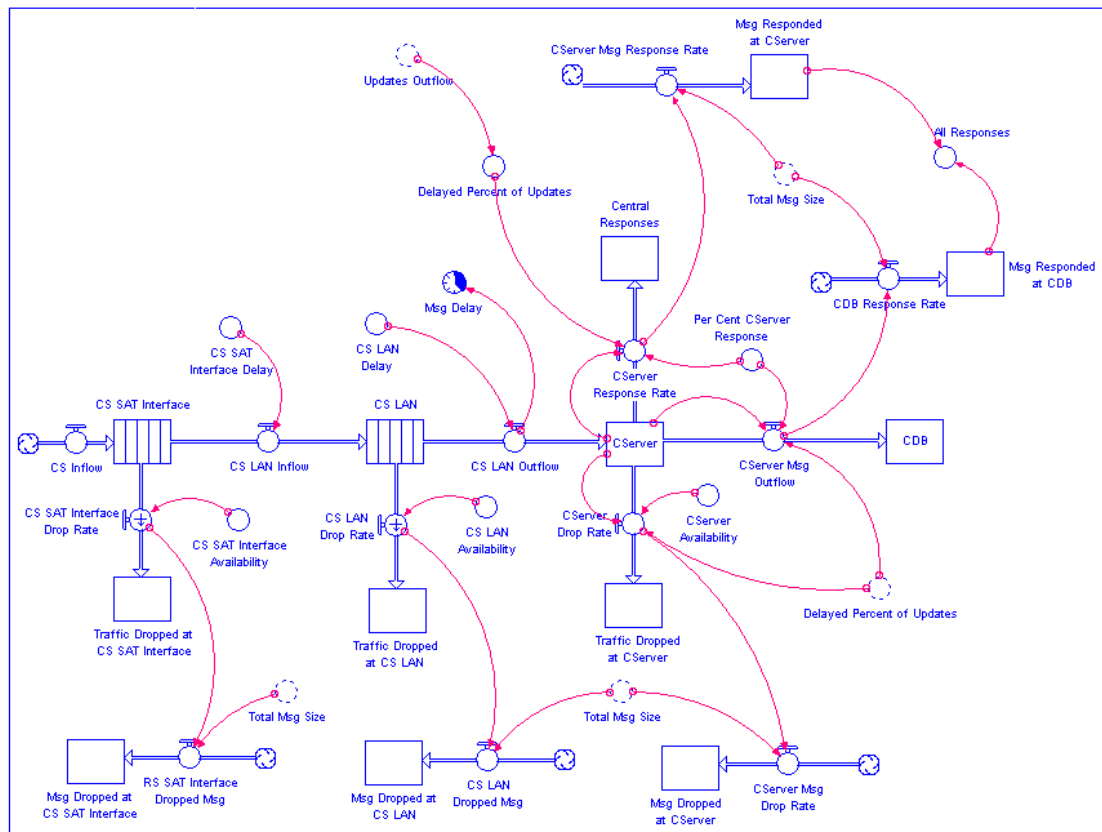 Msg Responded
at CServer
CServer Msg Response Rate
Updates Outflow
All Responses
Delayed Percent of Updates
Total Msg Size
Central
Responses
Msg Responded
at CDB
CDB Response Rate
Msg Delay
Per Cent CServer
Response
CS SAT
Interface Delay
CS LAN
Delay
CServer
Response Rate
CS SAT Interface
CS LAN
CServer
CDB
CS Inflow
CS LAN Inflow
CS LAN Outflow
CServer Msg
Outflow
CS SAT Interface
Drop Rate
CS SAT Interface
Availability
CS LAN
Drop Rate
CS LAN
Availability
CServer
Drop Rate
CServer
Availability
Delayed Percent of Updates
Traffic Dropped at
CS SAT Interface
Traffic Dropped
at CS LAN
Traffic Dropped
at CServer
Total Msg Size
Total Msg Size
Msg Dropped at
CS SAT Interface
RS SAT Interface
Dropped Msg
Msg Dropped at
CS LAN
CS LAN
Dropped Msg
Msg Dropped
at CServer
CServer Msg
Drop Rate